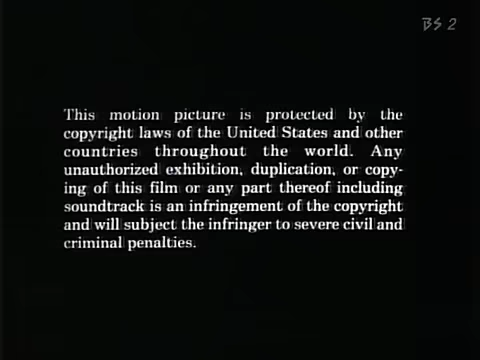 BS 2
This motion picture is protected by the
copyright laws of the United States and other
countries throughout the world. Any
unauthorized exhibition, duplication, or copy-
ing of this film or any part thereof including
soundtrack is an infringement of the copyright
and will subject the infringer to severe civil and
criminal penalties.